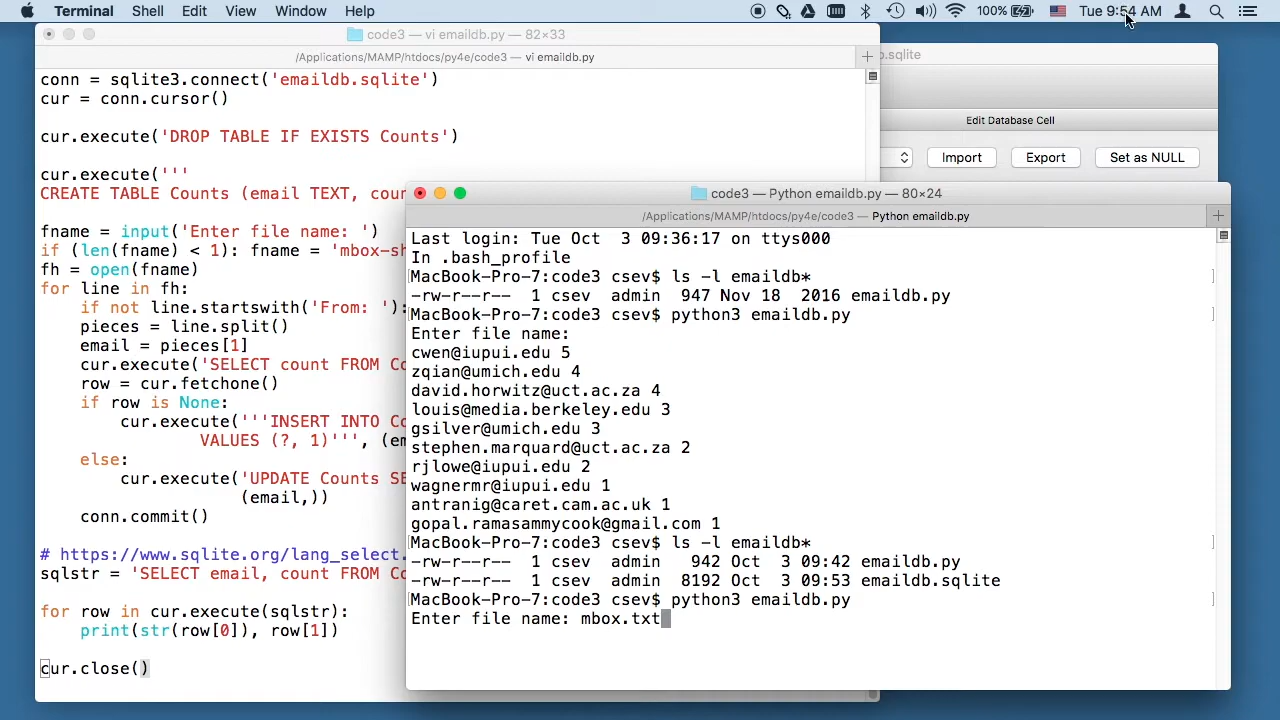 Terminal Shell Edit View Window Help 100% Tue 9:54 AM
code3 — vi emaildb.py — 82×33
/Applications/MAMP/htdocs/py4e/code3 — vi emaildb.py +
conn = sqlite3.connect('emaildb.sqlite')
cur = conn.cursor()
cur.execute('DROP TABLE IF EXISTS Counts')
cur.execute('''
CREATE TABLE Counts (email TEXT, cour
fname = input('Enter file name: ')
if (len(fname) < 1): fname = 'mbox-sh
fh = open(fname)
for line in fh:
    if not line.startswith('From: '):
    pieces = line.split()
    email = pieces[1]
    cur.execute('SELECT count FROM Co
    row = cur.fetchone()
    if row is None:
        cur.execute('''INSERT INTO Co
                VALUES (?, 1)''', (em
    else:
        cur.execute('UPDATE Counts SE
                    (email,))
    conn.commit()
# https://www.sqlite.org/lang_select.
sqlstr = 'SELECT email, count FROM Co
for row in cur.execute(sqlstr):
    print(str(row[0]), row[1])
cur.close()
b.sqlite
Edit Database Cell
Import Export Set as NULL
code3 — Python emaildb.py — 80×24
/Applications/MAMP/htdocs/py4e/code3 — Python emaildb.py +
Last login: Tue Oct  3 09:36:17 on ttys000
In .bash_profile
[MacBook-Pro-7:code3 csev$ ls -l emaildb* ]
-rw-r--r--  1 csev  admin  947 Nov 18  2016 emaildb.py
[MacBook-Pro-7:code3 csev$ python3 emaildb.py ]
Enter file name:
cwen@iupui.edu 5
zqian@umich.edu 4
david.horwitz@uct.ac.za 4
louis@media.berkeley.edu 3
gsilver@umich.edu 3
stephen.marquard@uct.ac.za 2
rjlowe@iupui.edu 2
wagnermr@iupui.edu 1
antranig@caret.cam.ac.uk 1
gopal.ramasammycook@gmail.com 1
[MacBook-Pro-7:code3 csev$ ls -l emaildb* ]
-rw-r--r--  1 csev  admin   942 Oct  3 09:42 emaildb.py
-rw-r--r--  1 csev  admin  8192 Oct  3 09:53 emaildb.sqlite
[MacBook-Pro-7:code3 csev$ python3 emaildb.py ]
Enter file name: mbox.txt